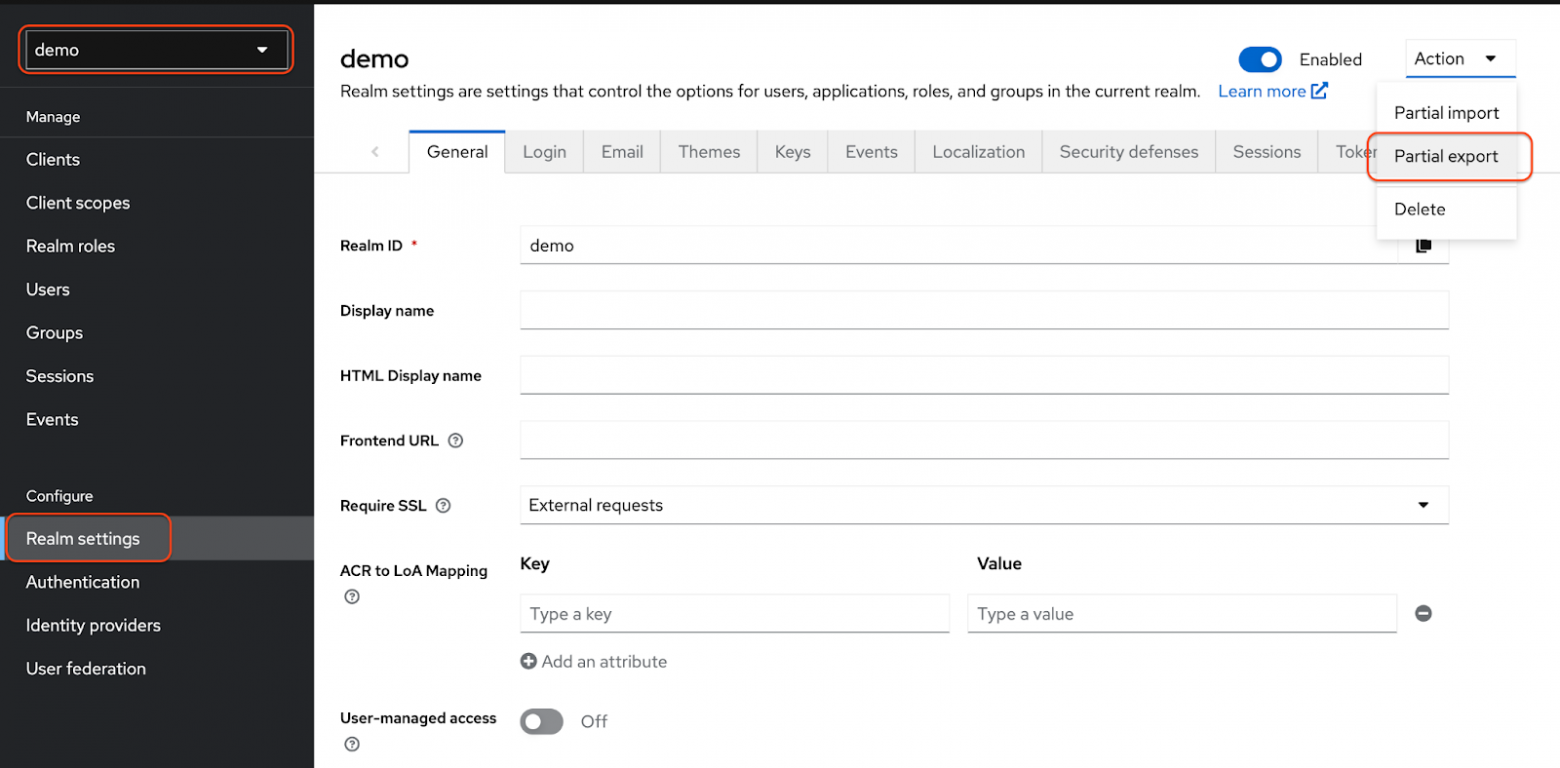 demo
Manage
Clients
Client scopes
Realm roles
Users
Groups
Sessions
Events
Configure
Realm settings
Authentication
Identity providers
User federation
demo
Enabled
Action
Realm settings are settings that control the options for users, applications, roles, and groups in the current realm. Learn more
Partial import
Partial export
Delete
General Login Email Themes Keys Events Localization Security defenses Sessions Token
Realm ID * demo
Display name
HTML Display name
Frontend URL
Require SSL External requests
ACR to LoA Mapping Key Value
Type a key Type a value
Add an attribute
User-managed access Off